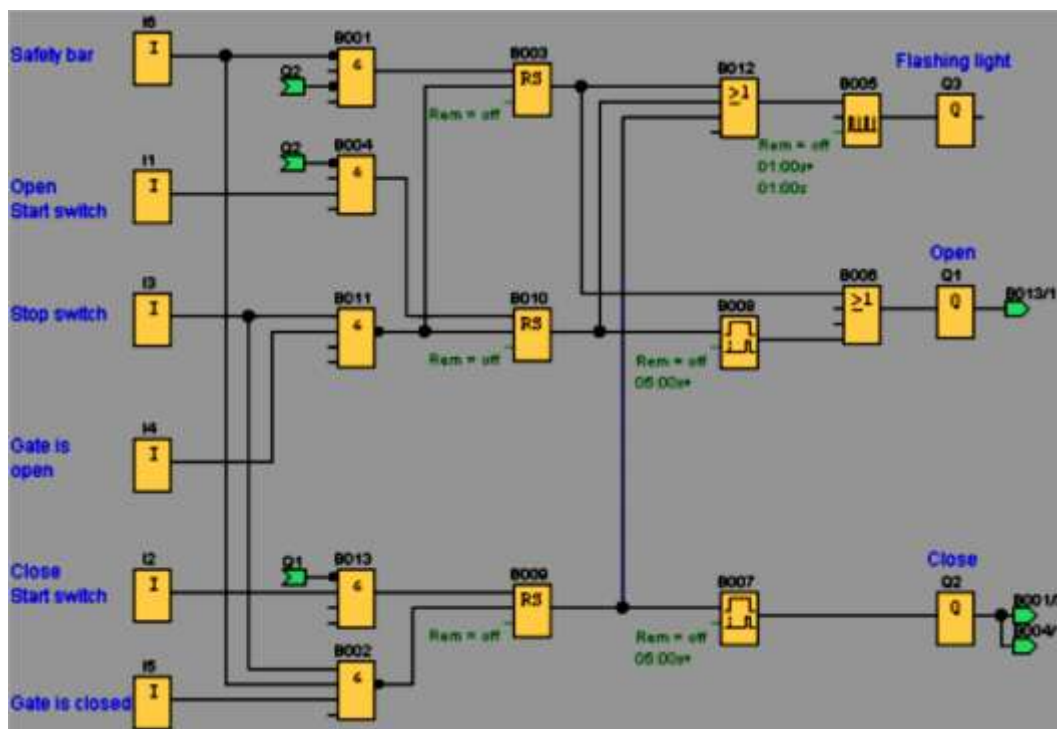 I6
Safety bar
I
B001
Q2
&
B003
RS
Rem = off
B012
≥1
B005
Rem = off
01:00s+
01:00s
Flashing light
Q3
Q
I1
Open
Start switch
I
Q2
B004
&
I3
Stop switch
I
B011
&
B010
RS
Rem = off
Open
B006
≥1
Q1
Q
B013/1
B008
Rem = off
05:00s+
I4
Gate is
open
I
I2
Close
Start switch
I
Q1
B013
&
B009
RS
Rem = off
B007
Rem = off
05:00s+
Close
Q2
Q
B001/
B004/
B002
&
I5
Gate is closed
I